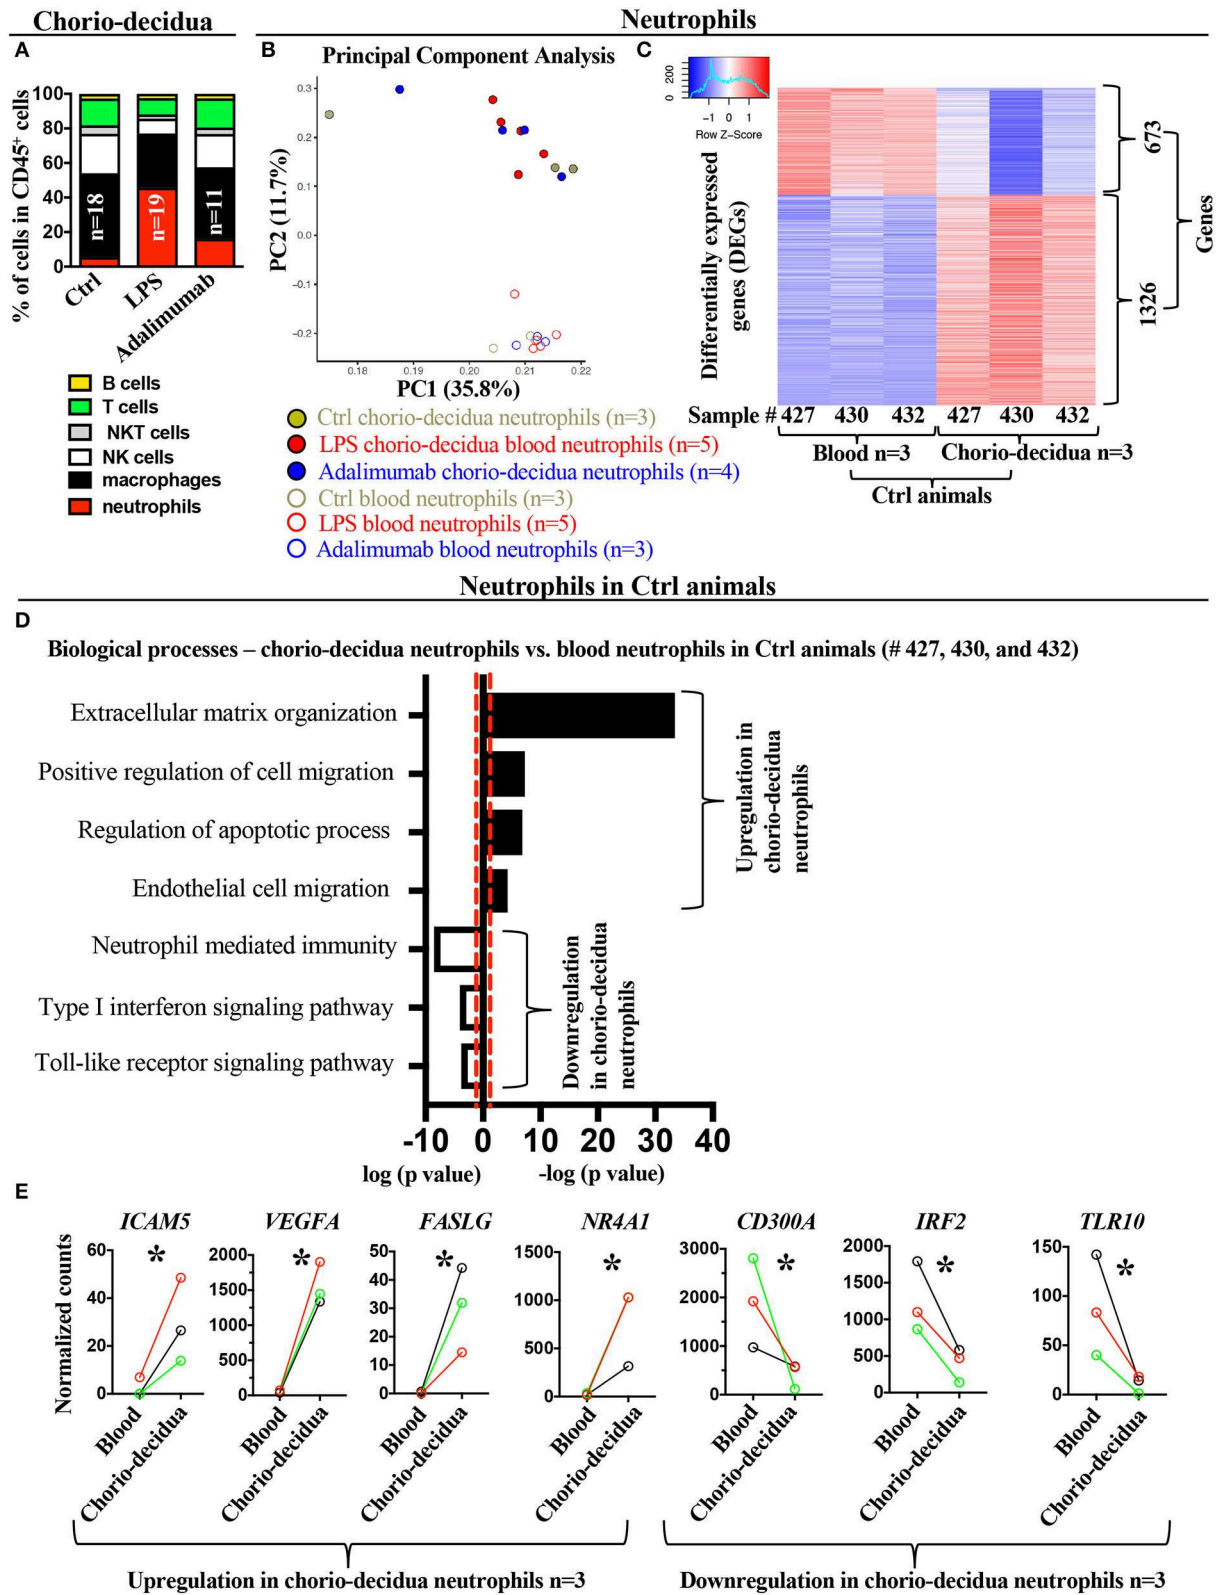 Chorio-decidua
Neutrophils
A
% of cells in CD45+ cells
100
80
60
40
20
0
n=18
n=19
n=11
Ctrl
LPS
Adalimumab
B cells
T cells
NKT cells
NK cells
macrophages
neutrophils
B
Principal Component Analysis
PC2 (11.7%)
0.3
0.2
0.1
0.0
−0.1
−0.2
0.18
0.19
0.20
0.21
0.22
PC1 (35.8%)
Ctrl chorio-decidua neutrophils (n=3)
LPS chorio-decidua blood neutrophils (n=5)
Adalimumab chorio-decidua neutrophils (n=4)
Ctrl blood neutrophils (n=3)
LPS blood neutrophils (n=5)
Adalimumab blood neutrophils (n=3)
C
0
200
−1
0
1
Row Z−Score
Differentially expressed
genes (DEGs)
673
1326
Genes
Sample #
427
430
432
427
430
432
Blood n=3
Chorio-decidua n=3
Ctrl animals
Neutrophils in Ctrl animals
D
Biological processes – chorio-decidua neutrophils vs. blood neutrophils in Ctrl animals (# 427, 430, and 432)
Extracellular matrix organization
Positive regulation of cell migration
Regulation of apoptotic process
Endothelial cell migration
Neutrophil mediated immunity
Type I interferon signaling pathway
Toll-like receptor signaling pathway
Upregulation in
chorio-decidua
neutrophils
Downregulation
in chorio-decidua
neutrophils
-10
0
10
20
30
40
log (p value)
-log (p value)
E
Normalized counts
ICAM5
*
60
40
20
0
Blood
Chorio-decidua
VEGFA
*
2000
1500
1000
500
0
Blood
Chorio-decidua
FASLG
*
50
40
30
20
10
0
Blood
Chorio-decidua
NR4A1
*
1500
1000
500
0
Blood
Chorio-decidua
CD300A
*
3000
2000
1000
0
Blood
Chorio-decidua
IRF2
*
2000
1500
1000
500
0
Blood
Chorio-decidua
TLR10
*
150
100
50
0
Blood
Chorio-decidua
Upregulation in chorio-decidua neutrophils n=3
Downregulation in chorio-decidua neutrophils n=3